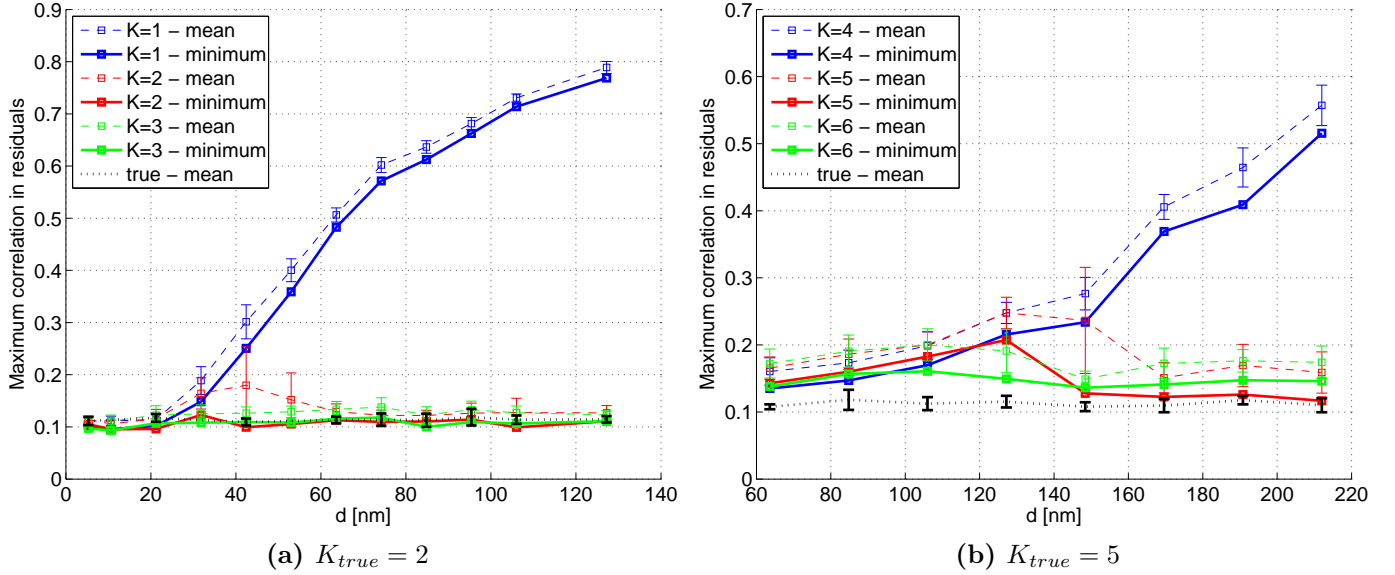 0.9
0.8
0.7
0.6
0.5
0.4
0.3
0.2
0.1
0
Maximum correlation in residuals
K=1 − mean
K=1 − minimum
K=2 − mean
K=2 − minimum
K=3 − mean
K=3 − minimum
true − mean
0 20 40 60 80 100 120 140
d [nm]
(a) K_true = 2
0.7
0.6
0.5
0.4
0.3
0.2
0.1
0
Maximum correlation in residuals
K=4 − mean
K=4 − minimum
K=5 − mean
K=5 − minimum
K=6 − mean
K=6 − minimum
true − mean
60 80 100 120 140 160 180 200 220
d [nm]
(b) K_true = 5